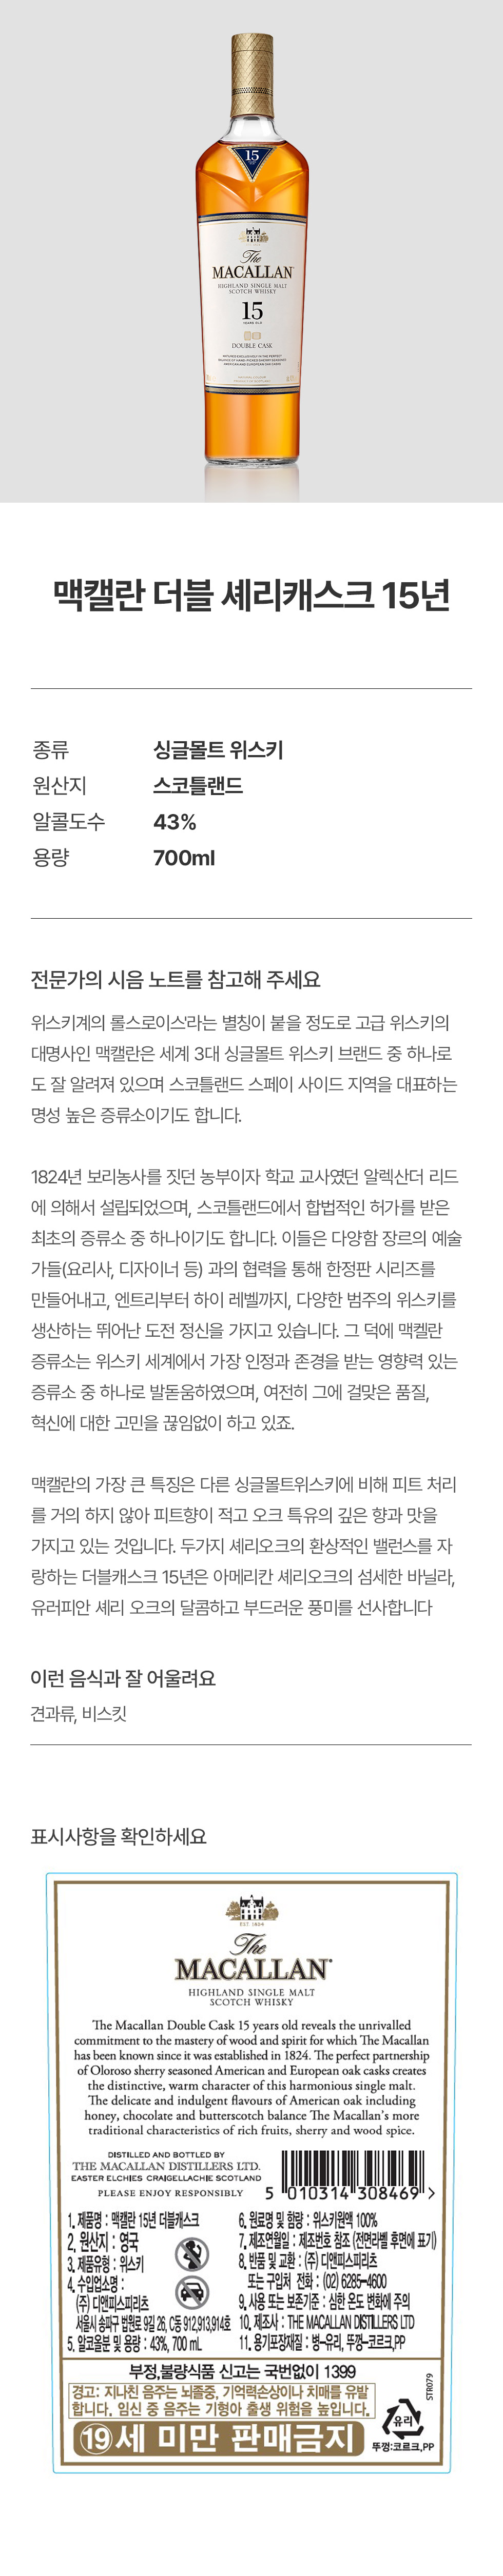 15
The
MACALLAN
HIGHLAND SINGLE MALT
SCOTCH WHISKY
15
YEARS OLD
DOUBLE CASK
맥캘란 더블 셰리캐스크 15년
종류 싱글몰트 위스키
원산지 스코틀랜드
알콜도수 43%
용량 700ml
전문가의 시음 노트를 참고해 주세요
위스키계의 롤스로이스'라는 별칭이 붙을 정도로 고급 위스키의
대명사인 맥캘란은 세계 3대 싱글몰트 위스키 브랜드 중 하나로
도 잘 알려져 있으며 스코틀랜드 스페이 사이드 지역을 대표하는
명성 높은 증류소이기도 합니다.
1824년 보리농사를 짓던 농부이자 학교 교사였던 알렉산더 리드
에 의해서 설립되었으며, 스코틀랜드에서 합법적인 허가를 받은
최초의 증류소 중 하나이기도 합니다. 이들은 다양함 장르의 예술
가들(요리사, 디자이너 등) 과의 협력을 통해 한정판 시리즈를
만들어내고, 엔트리부터 하이 레벨까지, 다양한 범주의 위스키를
생산하는 뛰어난 도전 정신을 가지고 있습니다. 그 덕에 맥켈란
증류소는 위스키 세계에서 가장 인정과 존경을 받는 영향력 있는
증류소 중 하나로 발돋움하였으며, 여전히 그에 걸맞은 품질,
혁신에 대한 고민을 끊임없이 하고 있죠.
맥캘란의 가장 큰 특징은 다른 싱글몰트위스키에 비해 피트 처리
를 거의 하지 않아 피트향이 적고 오크 특유의 깊은 향과 맛을
가지고 있는 것입니다. 두가지 셰리오크의 환상적인 밸런스를 자
랑하는 더블캐스크 15년은 아메리칸 셰리오크의 섬세한 바닐라,
유러피안 셰리 오크의 달콤하고 부드러운 풍미를 선사합니다
이런 음식과 잘 어울려요
견과류, 비스킷
표시사항을 확인하세요
EST. 1824
The
MACALLAN
HIGHLAND SINGLE MALT
SCOTCH WHISKY
The Macallan Double Cask 15 years old reveals the unrivalled
commitment to the mastery of wood and spirit for which The Macallan
has been known since it was established in 1824. The perfect partnership
of Oloroso sherry seasoned American and European oak casks creates
the distinctive, warm character of this harmonious single malt.
The delicate and indulgent flavours of American oak including
honey, chocolate and butterscotch balance The Macallan's more
traditional characteristics of rich fruits, sherry and wood spice.
DISTILLED AND BOTTLED BY
THE MACALLAN DISTILLERS LTD.
EASTER ELCHIES CRAIGELLACHIE SCOTLAND
PLEASE ENJOY RESPONSIBLY
5 010314 308469 >
1. 제품명 : 맥캘란 15년 더블캐스크
2. 원산지 : 영국
3. 제품유형 : 위스키
4. 수입업소명 :
(주) 디앤피스피리츠
서울시 송파구 법원로 9길 26, C동 912,913,914호
5. 알코올분 및 용량 : 43%, 700 mL
6. 원료명 및 함량 : 위스키원액 100%
7. 제조연월일 : 제조번호 참조 (전면라벨 후면에 표기)
8. 반품 및 교환 : (주) 디앤피스피리츠
또는 구입처 전화 : (02) 6285-4600
9. 사용 또는 보존기준 : 심한 온도 변화에 주의
10. 제조사 : THE MACALLAN DISTILLERS LTD
11. 용기포장재질 : 병-유리, 뚜껑-코르크,PP
부정,불량식품 신고는 국번없이 1399
경고: 지나친 음주는 뇌졸중, 기억력손상이나 치매를 유발
합니다. 임신 중 음주는 기형아 출생 위험을 높입니다.
19세 미만 판매금지
STR079
유리
뚜껑:코르크,PP